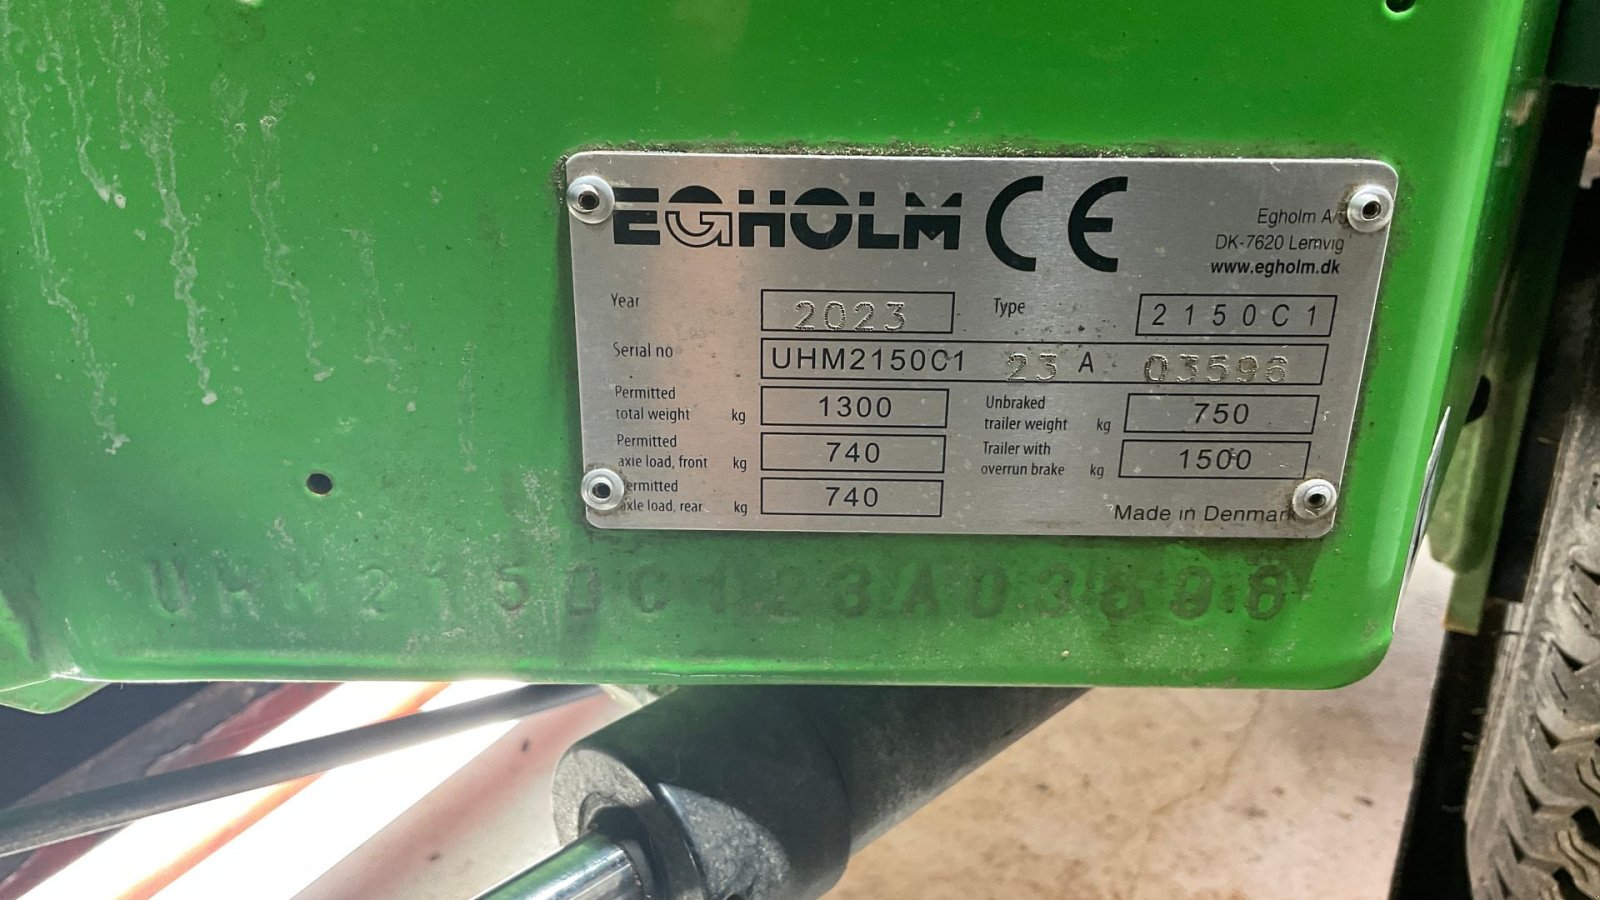 EGHOLM CE
Egholm A/S
DK-7620 Lemvig
www.egholm.dk
Year 2023 Type 2150C1
Serial no UHM2150C1 23 A 03596
Permitted
total weight kg 1300
Unbraked
trailer weight kg 750
Permitted
axle load, front kg 740
Trailer with
overrun brake kg 1500
Permitted
axle load, rear kg 740
Made in Denmark
UHM2150C123A03596